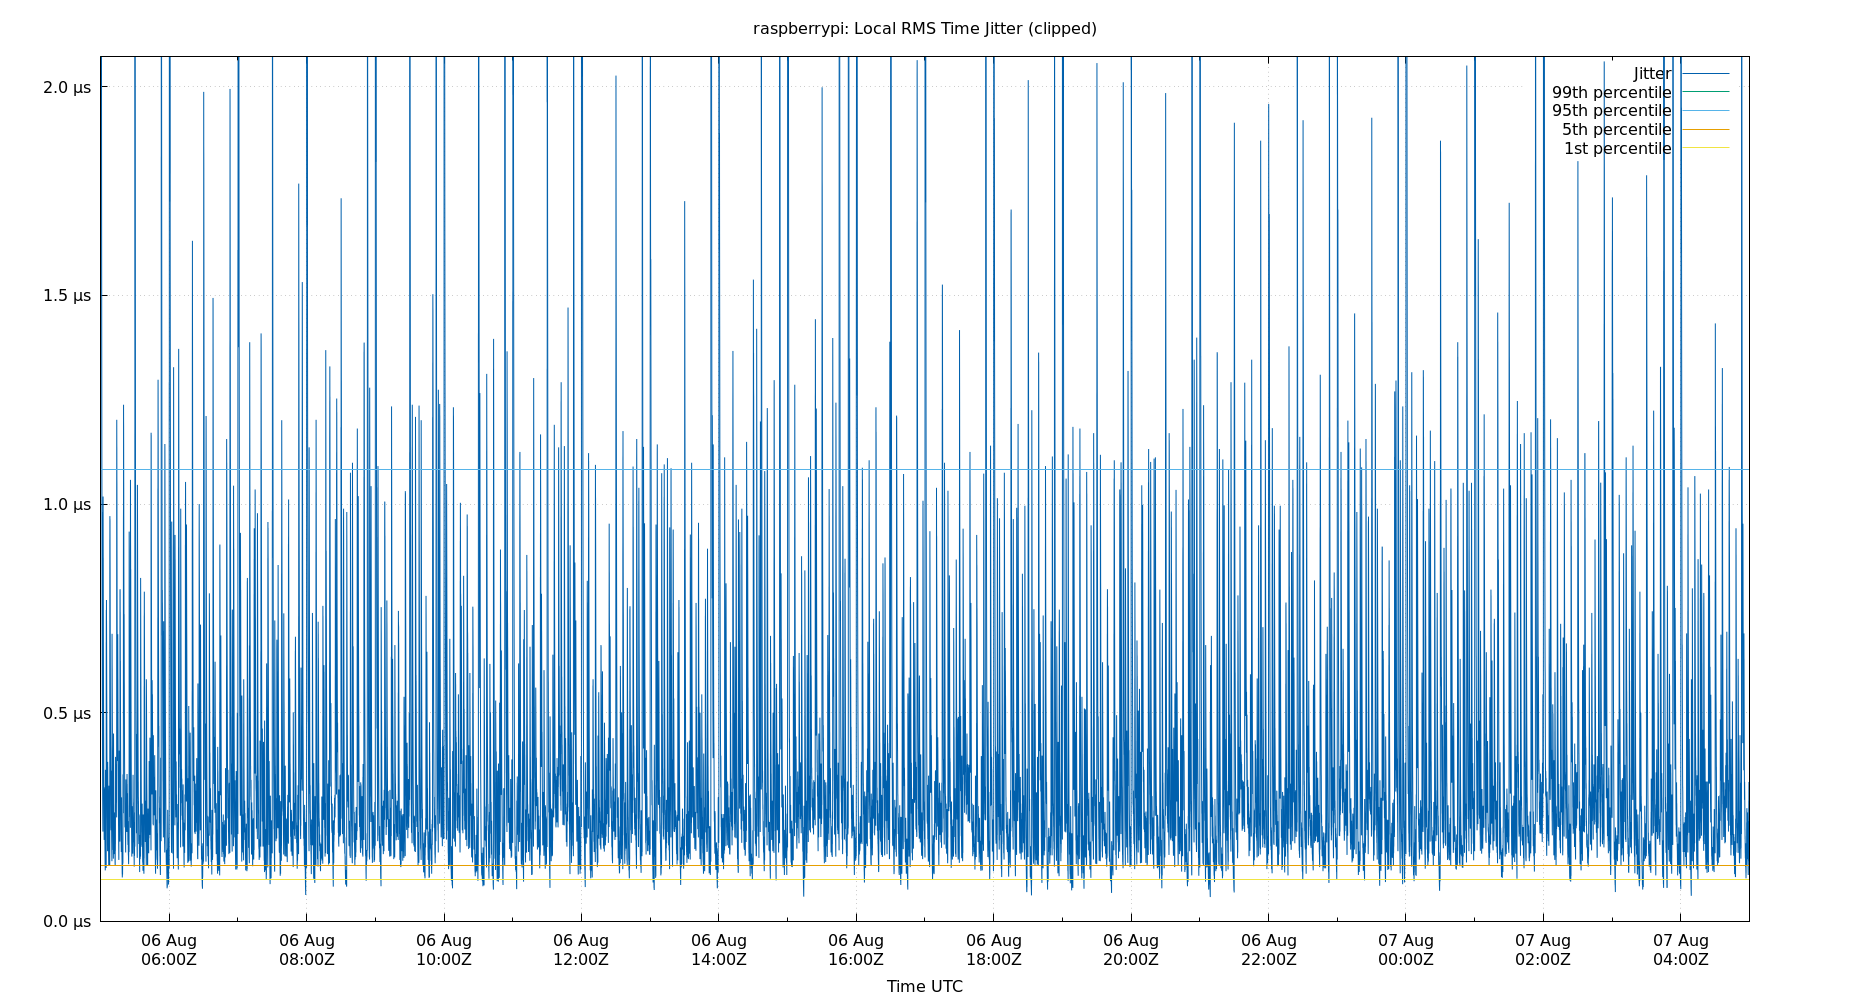 raspberrypi: Local RMS Time Jitter (clipped)
2.0 µs
1.5 µs
1.0 µs
0.5 µs
0.0 µs
Jitter
99th percentile
95th percentile
5th percentile
1st percentile
06 Aug
06:00Z
06 Aug
08:00Z
06 Aug
10:00Z
06 Aug
12:00Z
06 Aug
14:00Z
06 Aug
16:00Z
06 Aug
18:00Z
06 Aug
20:00Z
06 Aug
22:00Z
07 Aug
00:00Z
07 Aug
02:00Z
07 Aug
04:00Z
Time UTC